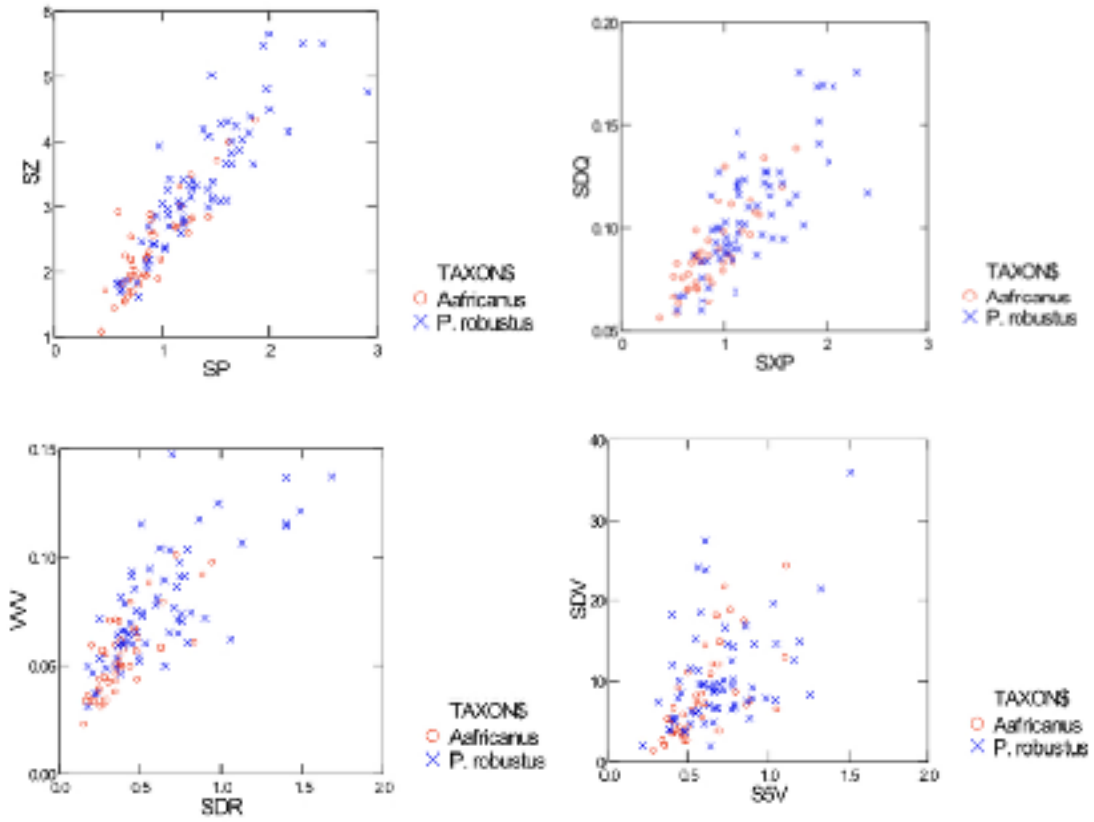 6
5
4
3
2
1
SZ
0 1 2 3
SP
TAXON$
Aafricanus
P. robustus
0.20
0.15
0.10
0.05
SDQ
0 1 2 3
SXP
TAXON$
Aafricanus
P. robustus
0.15
0.10
0.05
0.00
VVV
0.0 0.5 1.0 1.5 2.0
SDR
TAXON$
Aafricanus
P. robustus
40
30
20
10
0
SDV
0.0 0.5 1.0 1.5 2.0
S5V
TAXON$
Aafricanus
P. robustus